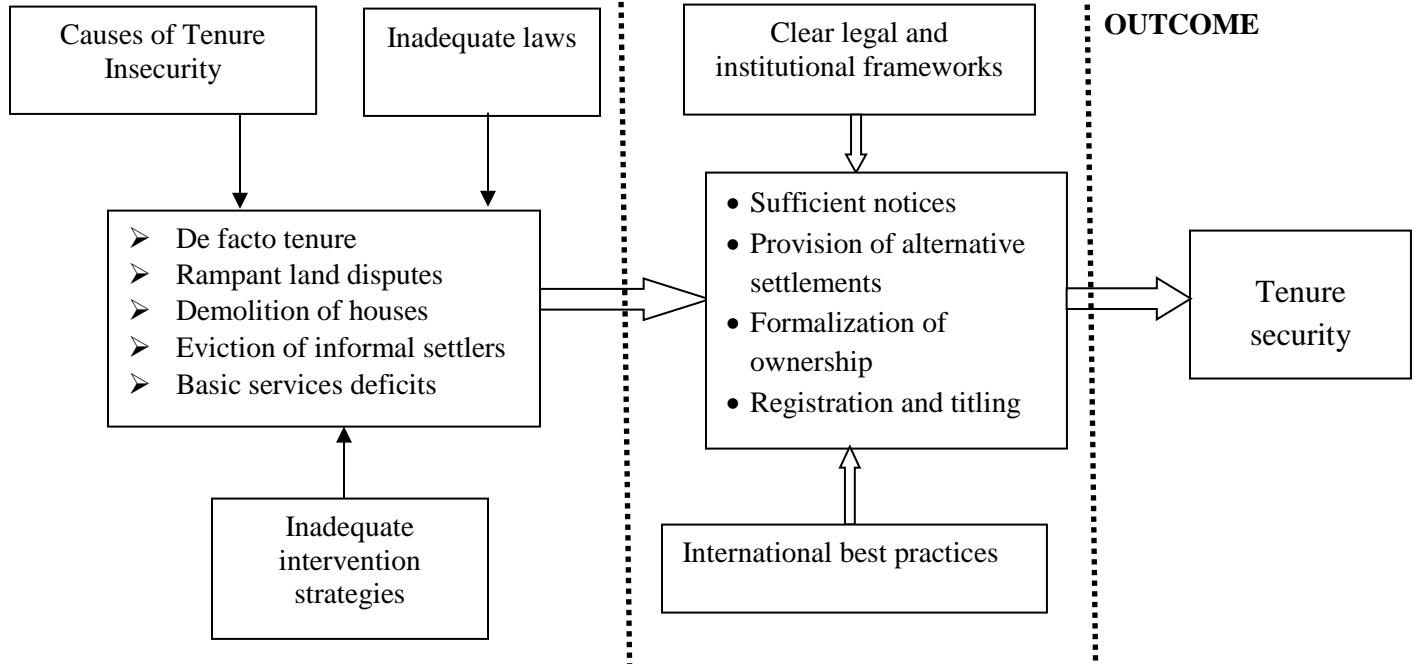 Causes of Tenure
Insecurity
Inadequate laws
➢ De facto tenure
➢ Rampant land disputes
➢ Demolition of houses
➢ Eviction of informal settlers
➢ Basic services deficits
Inadequate
intervention
strategies
Clear legal and
institutional frameworks
• Sufficient notices
• Provision of alternative
settlements
• Formalization of
ownership
• Registration and titling
International best practices
OUTCOME
Tenure
security